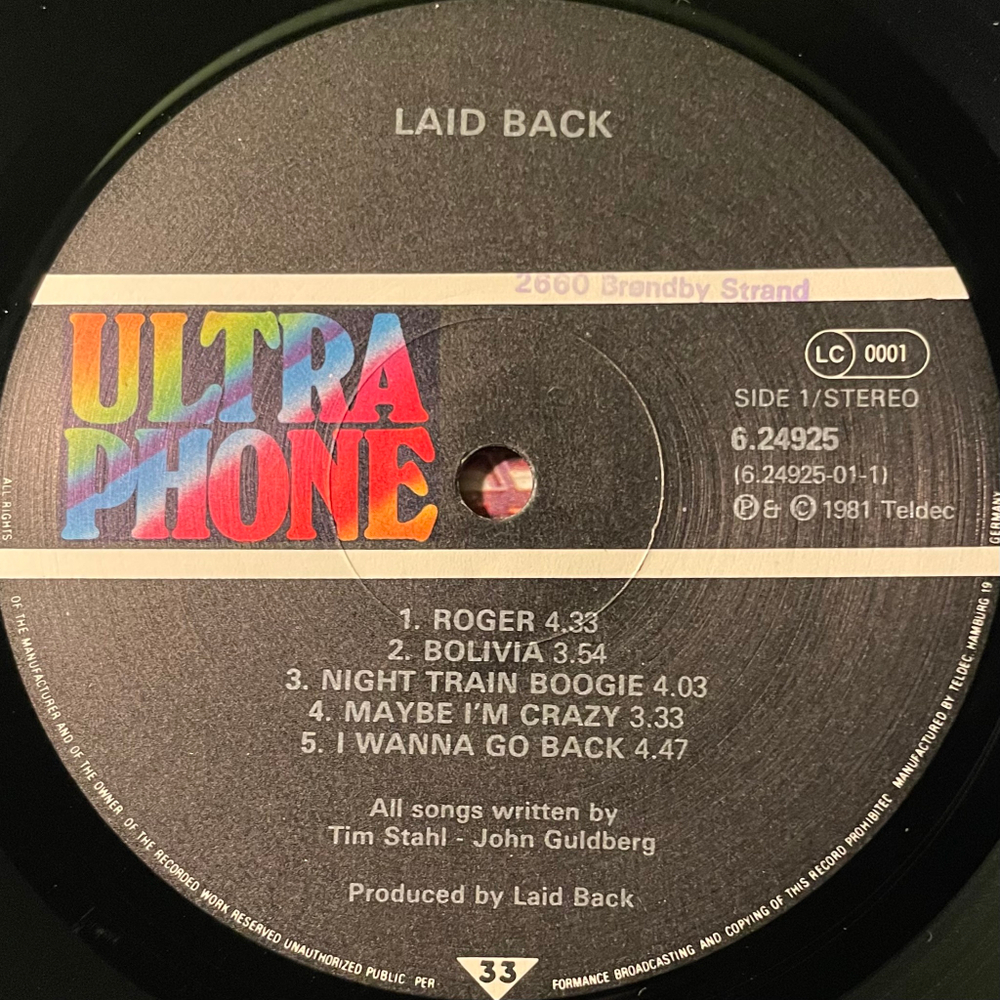 LAID BACK
2660 Brøndby Strand
ULTRA
PHONE
LC 0001
SIDE 1/STEREO
6.24925
(6.24925-01-1)
Ⓟ & © 1981 Teldec
1. ROGER 4.33
2. BOLIVIA 3.54
3. NIGHT TRAIN BOOGIE 4.03
4. MAYBE I'M CRAZY 3.33
5. I WANNA GO BACK 4.47
All songs written by
Tim Stahl - John Guldberg
Produced by Laid Back
33
ALL RIGHTS OF THE MANUFACTURER AND OF THE OWNER OF THE RECORDED WORK RESERVED UNAUTHORIZED PUBLIC PER FORMANCE BROADCASTING AND COPYING OF THIS RECORD PROHIBITED MANUFACTURED BY TELDEC HAMBURG 19 GERMANY